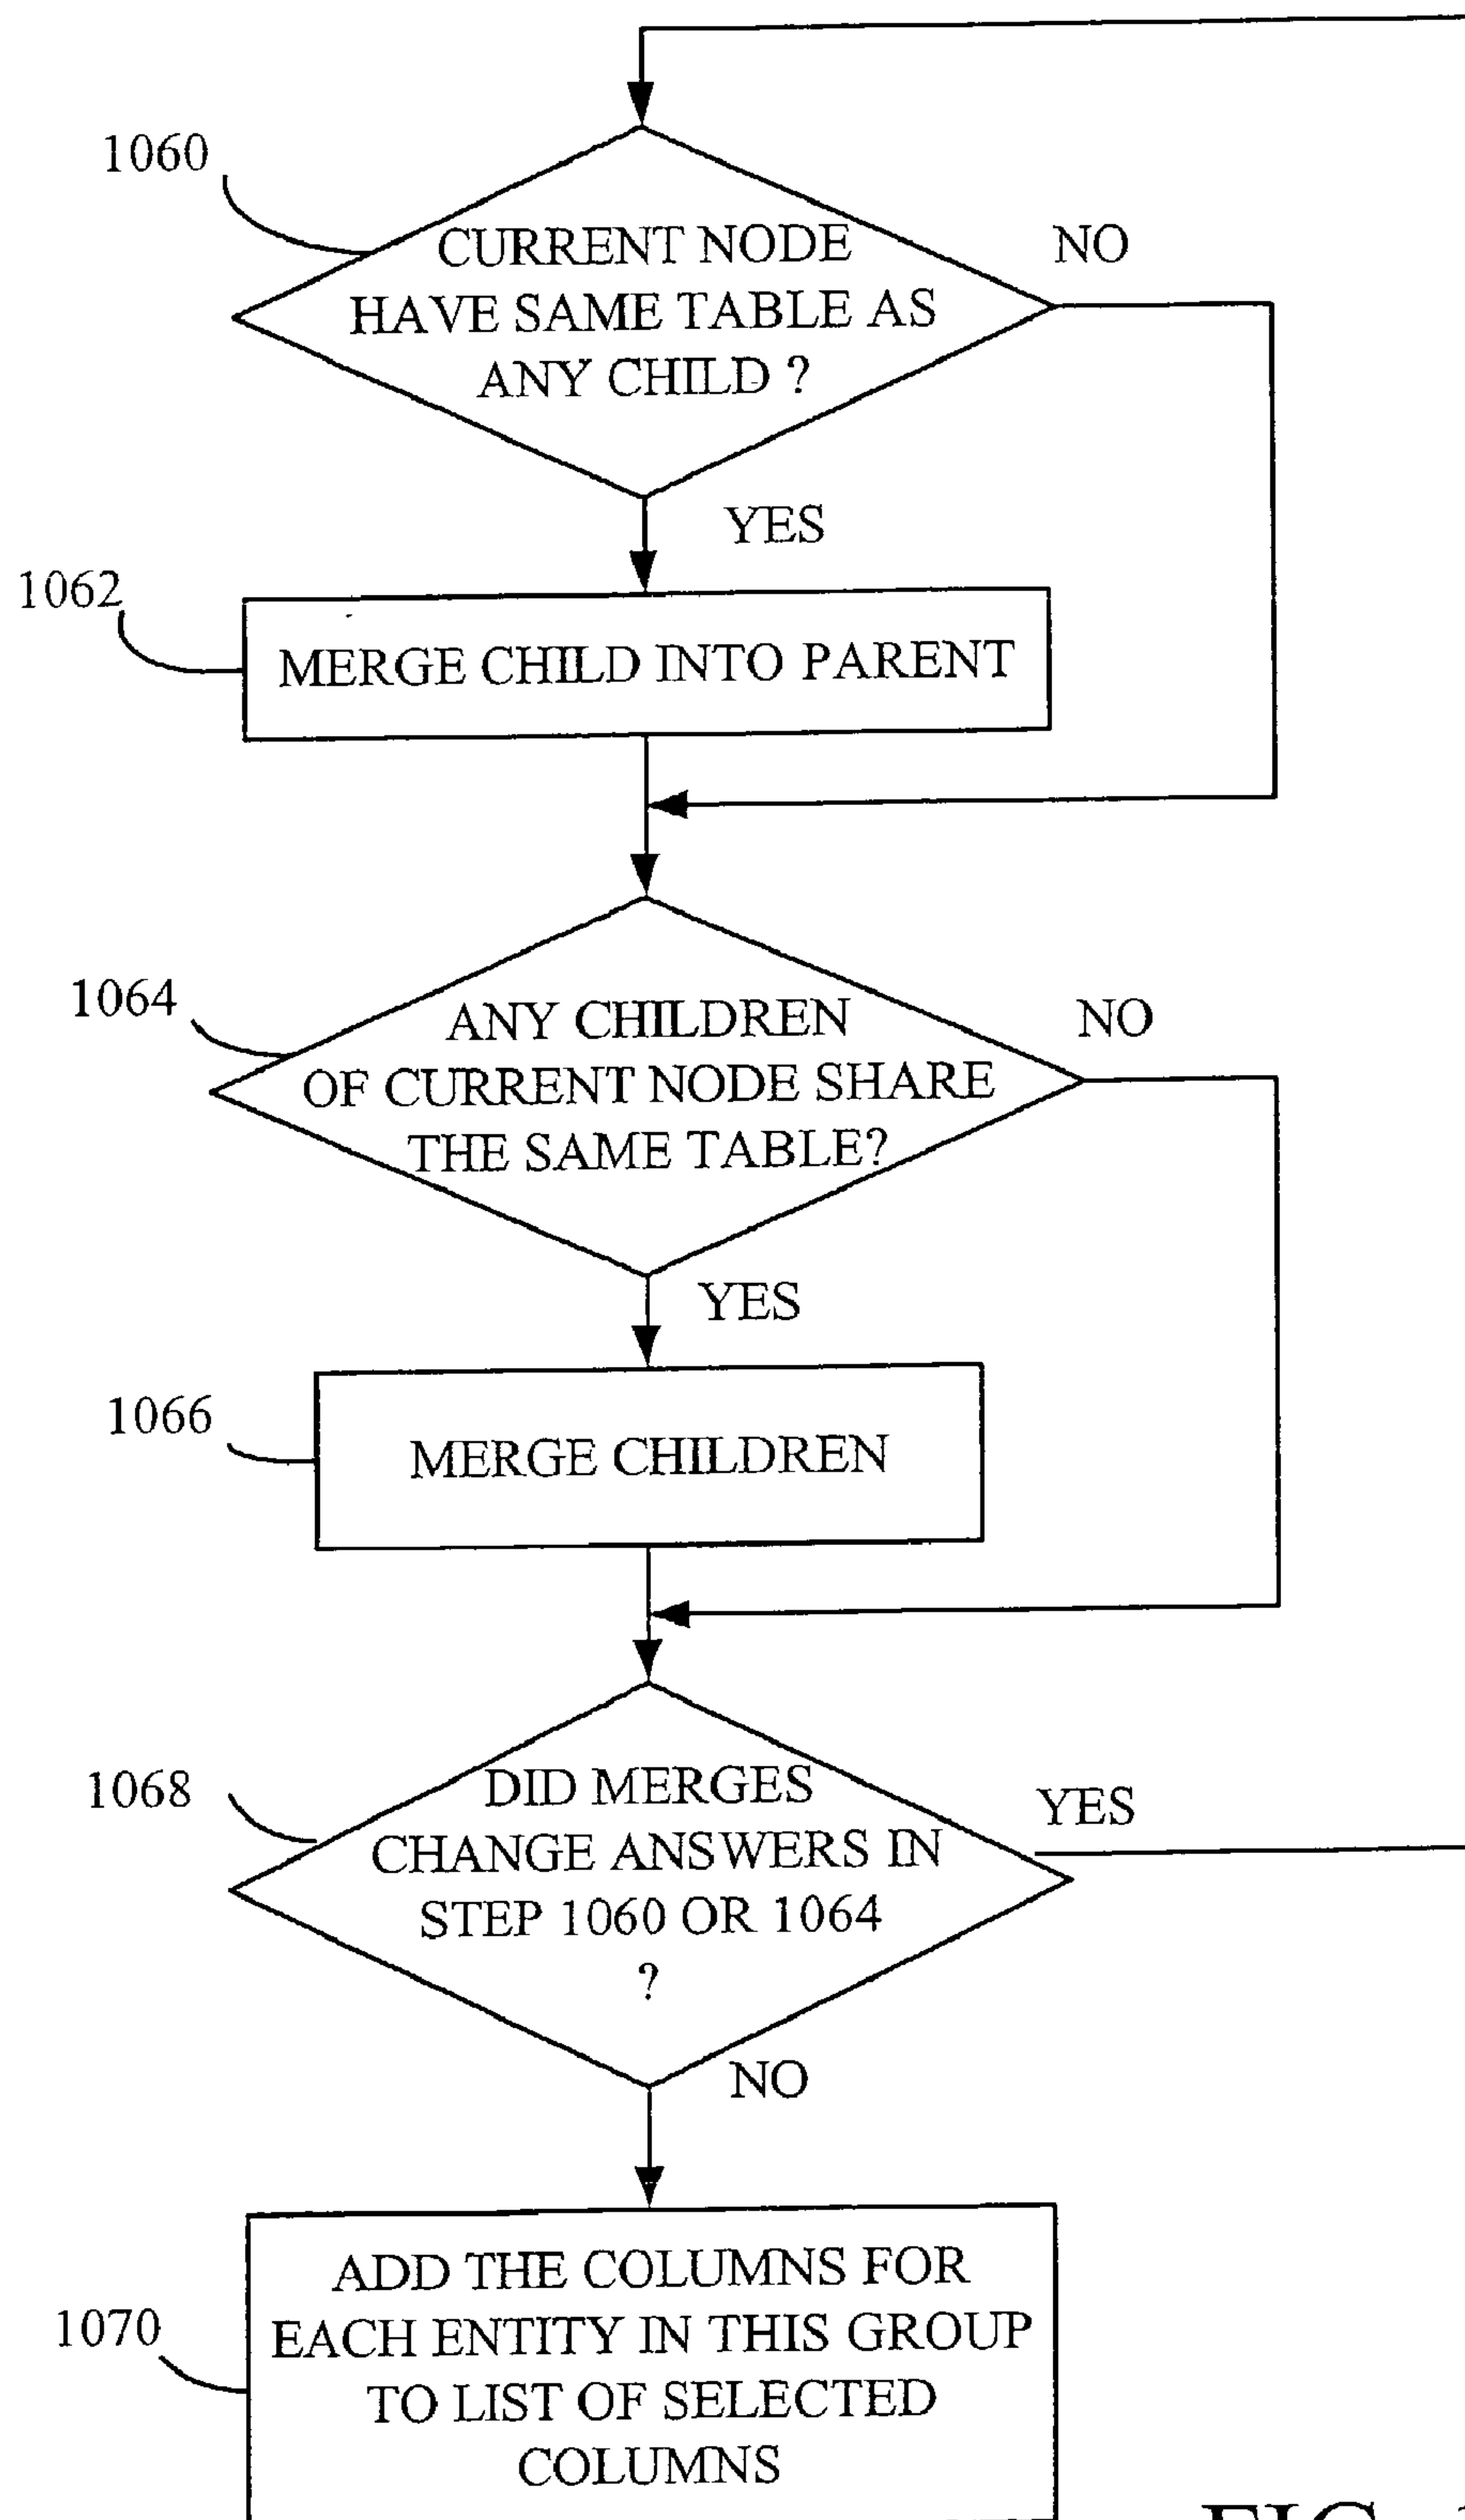 1060
CURRENT NODE
HAVE SAME TABLE AS
ANY CHILD ?
NO
YES
1062
MERGE CHILD INTO PARENT
1064
ANY CHILDREN
OF CURRENT NODE SHARE
THE SAME TABLE?
NO
YES
1066
MERGE CHILDREN
1068
DID MERGES
CHANGE ANSWERS IN
STEP 1060 OR 1064
?
YES
NO
1070
ADD THE COLUMNS FOR
EACH ENTITY IN THIS GROUP
TO LIST OF SELECTED
COLUMNS
FIG.